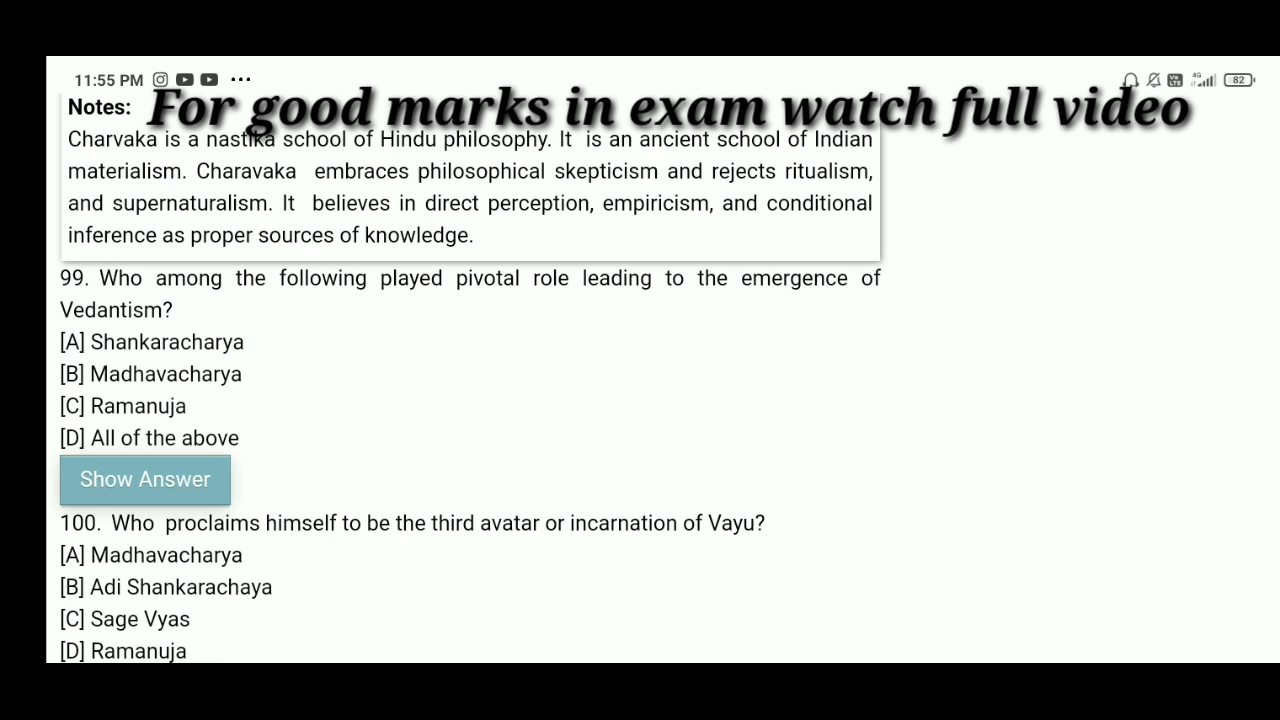 11:55 PM
82
4G
Notes:
For good marks in exam watch full video
Charvaka is a nastika school of Hindu philosophy. It is an ancient school of Indian
materialism. Charavaka embraces philosophical skepticism and rejects ritualism,
and supernaturalism. It believes in direct perception, empiricism, and conditional
inference as proper sources of knowledge.
99. Who among the following played pivotal role leading to the emergence of
Vedantism?
[A] Shankaracharya
[B] Madhavacharya
[C] Ramanuja
[D] All of the above
Show Answer
100. Who proclaims himself to be the third avatar or incarnation of Vayu?
[A] Madhavacharya
[B] Adi Shankarachaya
[C] Sage Vyas
[D] Ramanuja